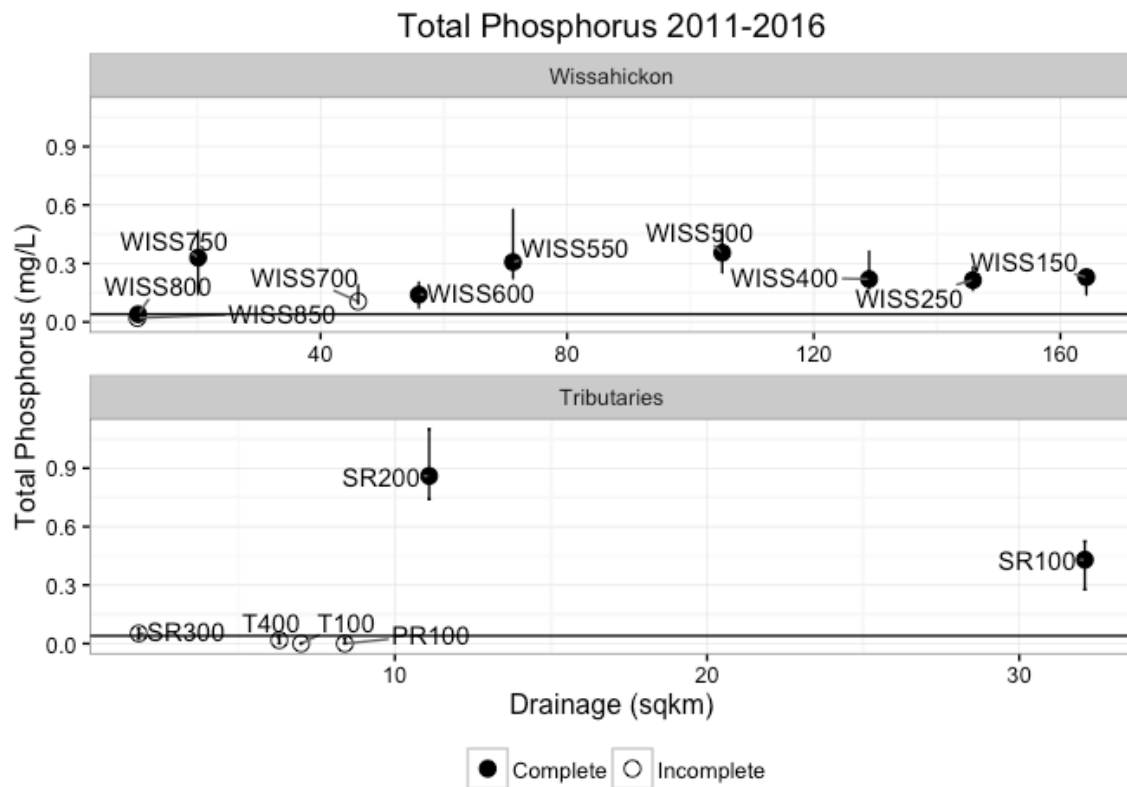 Total Phosphorus 2011-2016
Wissahickon
Total Phosphorus (mg/L)
0.9
0.6
0.3
0.0
WISS750
WISS800
WISS850
WISS700
WISS600
WISS550
WISS500
WISS400
WISS250
WISS150
40
80
120
160
Tributaries
0.9
0.6
0.3
0.0
SR200
SR100
SR300
T400
T100
PR100
10
20
30
Drainage (sqkm)
Complete
Incomplete